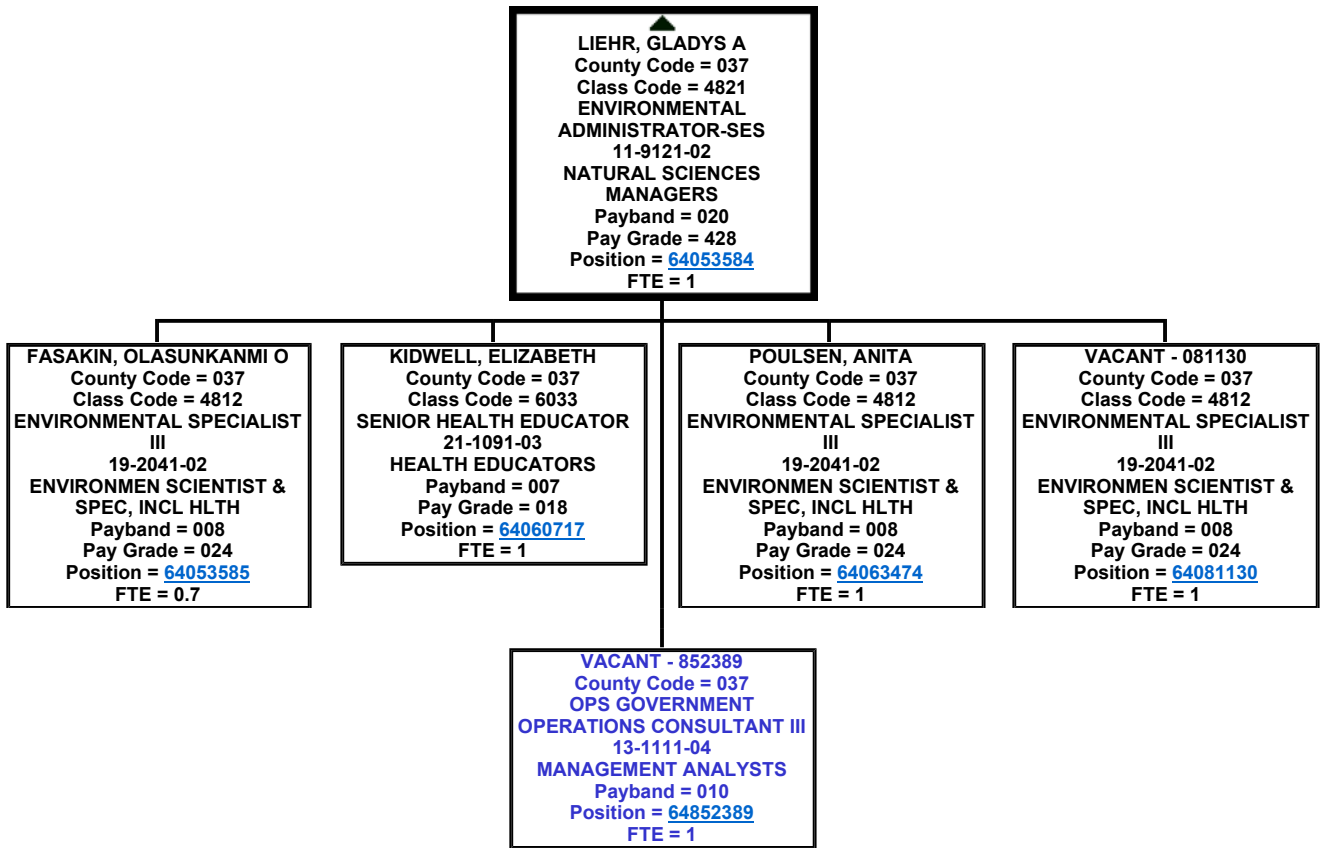 LIEHR, GLADYS A
County Code = 037
Class Code = 4821
ENVIRONMENTAL
ADMINISTRATOR-SES
11-9121-02
NATURAL SCIENCES
MANAGERS
Payband = 020
Pay Grade = 428
Position = 64053584
FTE = 1
FASAKIN, OLASUNKANMI O
County Code = 037
Class Code = 4812
ENVIRONMENTAL SPECIALIST
III
19-2041-02
ENVIRONMEN SCIENTIST &
SPEC, INCL HLTH
Payband = 008
Pay Grade = 024
Position = 64053585
FTE = 0.7
KIDWELL, ELIZABETH
County Code = 037
Class Code = 6033
SENIOR HEALTH EDUCATOR
21-1091-03
HEALTH EDUCATORS
Payband = 007
Pay Grade = 018
Position = 64060717
FTE = 1
POULSEN, ANITA
County Code = 037
Class Code = 4812
ENVIRONMENTAL SPECIALIST
III
19-2041-02
ENVIRONMEN SCIENTIST &
SPEC, INCL HLTH
Payband = 008
Pay Grade = 024
Position = 64063474
FTE = 1
VACANT - 081130
County Code = 037
Class Code = 4812
ENVIRONMENTAL SPECIALIST
III
19-2041-02
ENVIRONMEN SCIENTIST &
SPEC, INCL HLTH
Payband = 008
Pay Grade = 024
Position = 64081130
FTE = 1
VACANT - 852389
County Code = 037
OPS GOVERNMENT
OPERATIONS CONSULTANT III
13-1111-04
MANAGEMENT ANALYSTS
Payband = 010
Position = 64852389
FTE = 1